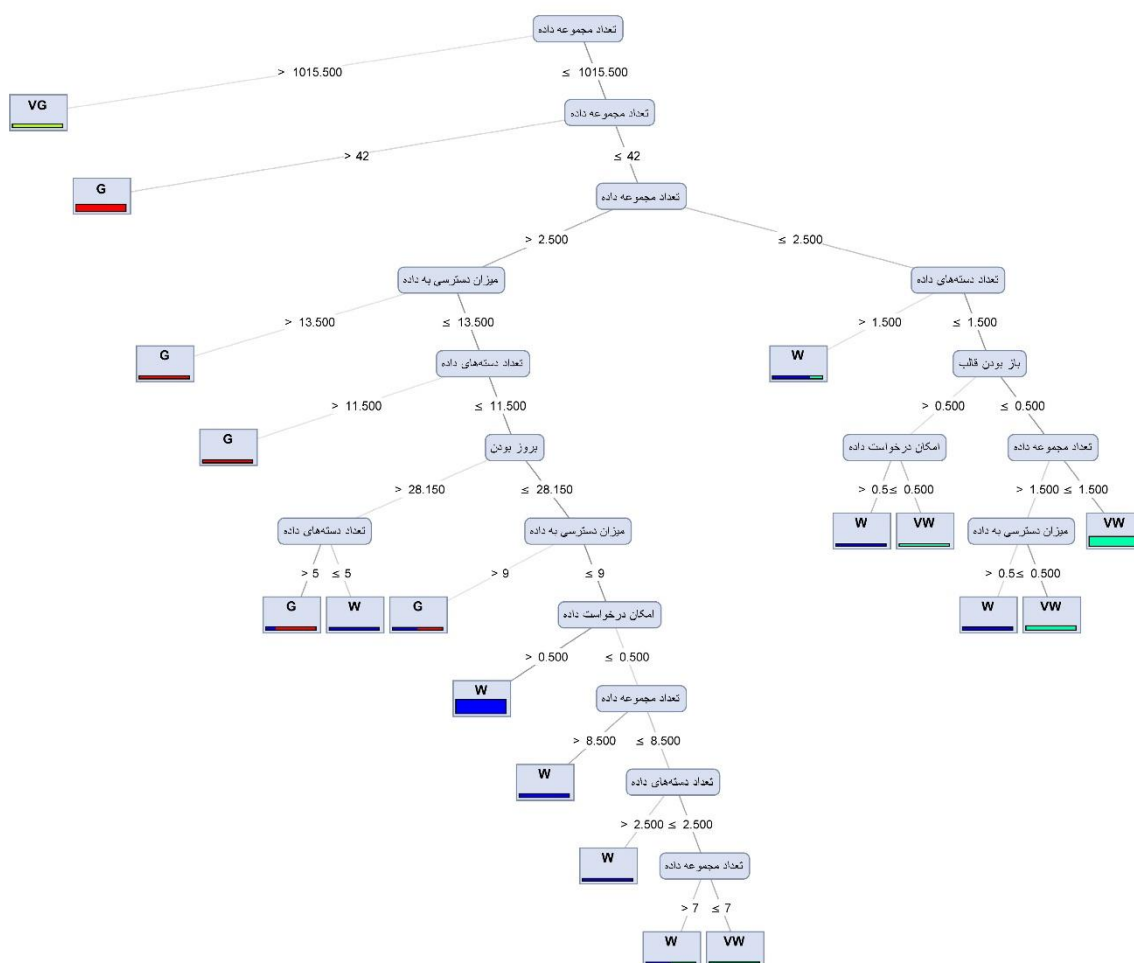 تعداد مجموعه داده
> 1015.500 ≤ 1015.500
VG
تعداد مجموعه داده
> 42 ≤ 42
G
تعداد مجموعه داده
> 2.500 ≤ 2.500
میزان دسترسی به داده
تعداد دسته‌های داده
> 13.500 ≤ 13.500 > 1.500 ≤ 1.500
G
تعداد دسته‌های داده
W
باز بودن قالب
> 11.500 ≤ 11.500 > 0.500 ≤ 0.500
G
بروز بودن
امکان درخواست داده
تعداد مجموعه داده
> 28.150 ≤ 28.150 > 0.5 ≤ 0.500 > 1.500 ≤ 1.500
تعداد دسته‌های داده
میزان دسترسی به داده
W VW
میزان دسترسی به داده
VW
> 5 ≤ 5 > 9 ≤ 9 > 0.5 ≤ 0.500
G W G
امکان درخواست داده
W VW
> 0.500 ≤ 0.500
W
تعداد مجموعه داده
> 8.500 ≤ 8.500
W
تعداد دسته‌های داده
> 2.500 ≤ 2.500
W
تعداد مجموعه داده
> 7 ≤ 7
W VW